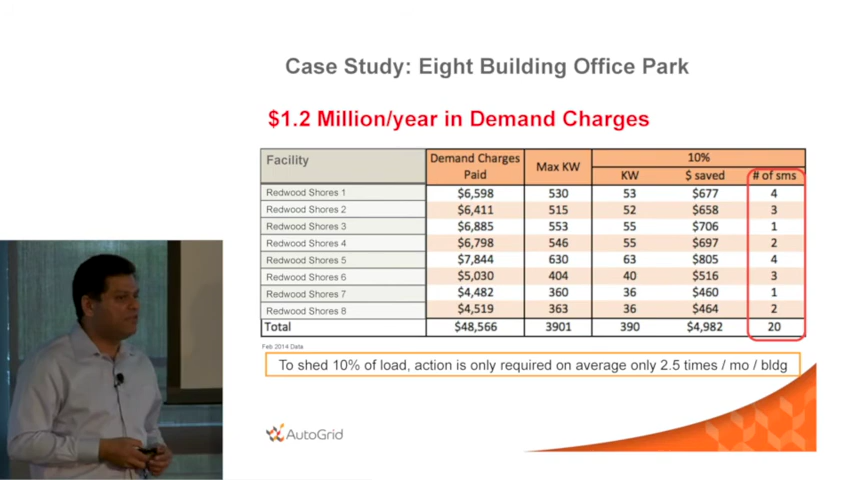 Case Study: Eight Building Office Park
$1.2 Million/year in Demand Charges
Facility Demand Charges Paid Max KW 10%
KW $ saved # of sms
Redwood Shores 1 $6,598 530 53 $677 4
Redwood Shores 2 $6,411 515 52 $658 3
Redwood Shores 3 $6,885 553 55 $706 1
Redwood Shores 4 $6,798 546 55 $697 2
Redwood Shores 5 $7,844 630 63 $805 4
Redwood Shores 6 $5,030 404 40 $516 3
Redwood Shores 7 $4,482 360 36 $460 1
Redwood Shores 8 $4,519 363 36 $464 2
Total $48,566 3901 390 $4,982 20
Feb 2014 Data
To shed 10% of load, action is only required on average only 2.5 times / mo / bldg
AutoGrid